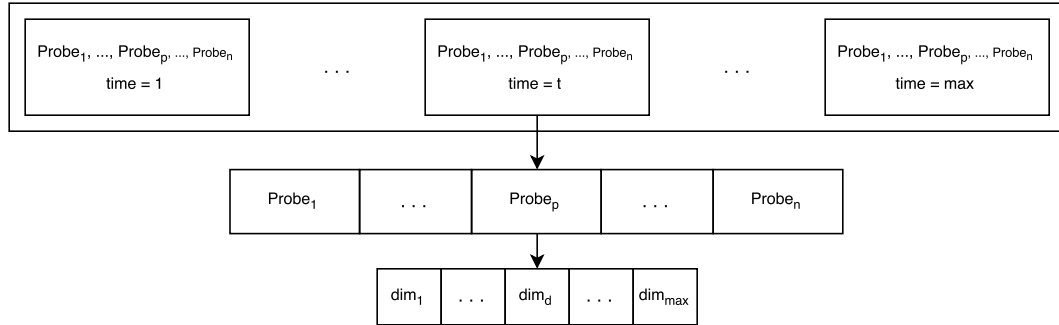 Probe₁, ..., Probeₚ, ..., Probeₙ
time = 1
. . .
Probe₁, ..., Probeₚ, ..., Probeₙ
time = t
. . .
Probe₁, ..., Probeₚ, ..., Probeₙ
time = max
Probe₁ . . . Probeₚ . . . Probeₙ
dim₁ . . . dim_d . . . dimₘₐₓ